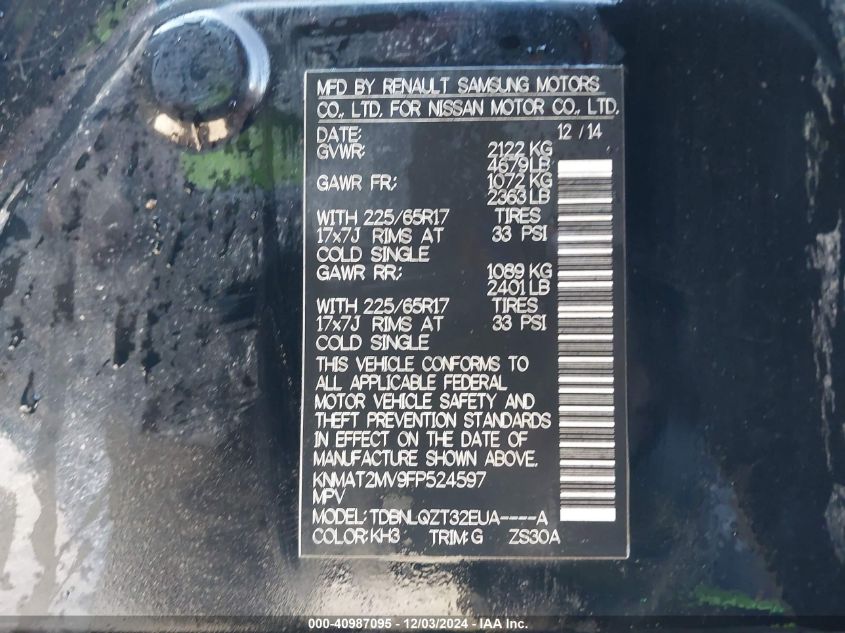 MFD BY RENAULT SAMSUNG MOTORS
CO., LTD. FOR NISSAN MOTOR CO., LTD.
DATE: 12 / 14
GVWR: 2122 KG
4679 LB
GAWR FR: 1072 KG
2363 LB
WITH 225/65R17 TIRES
17x7J RIMS AT 33 PSI
COLD SINGLE
GAWR RR: 1089 KG
2401 LB
WITH 225/65R17 TIRES
17x7J RIMS AT 33 PSI
COLD SINGLE
THIS VEHICLE CONFORMS TO
ALL APPLICABLE FEDERAL
MOTOR VEHICLE SAFETY AND
THEFT PREVENTION STANDARDS
IN EFFECT ON THE DATE OF
MANUFACTURE SHOWN ABOVE.
KNMAT2MV9FP524597
MPV
MODEL: TDBNLQZT32EUA----A
COLOR: KH3 TRIM: G ZS30A
000-40987095 - 12/03/2024 - IAA Inc.